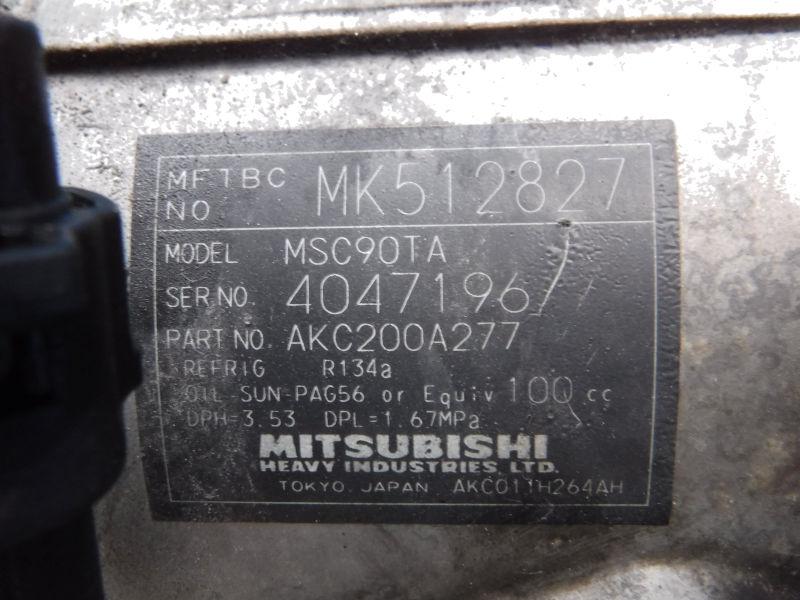 MFTBC NO MK512827
MODEL MSC90TA
SER.NO. 4047196
PART NO. AKC200A277
REFRIG R134a
OIL SUN-PAG56 or Equiv 100 cc
DPH=3.53 DPL=1.67MPa
MITSUBISHI
HEAVY INDUSTRIES, LTD.
TOKYO, JAPAN AKC011H264AH